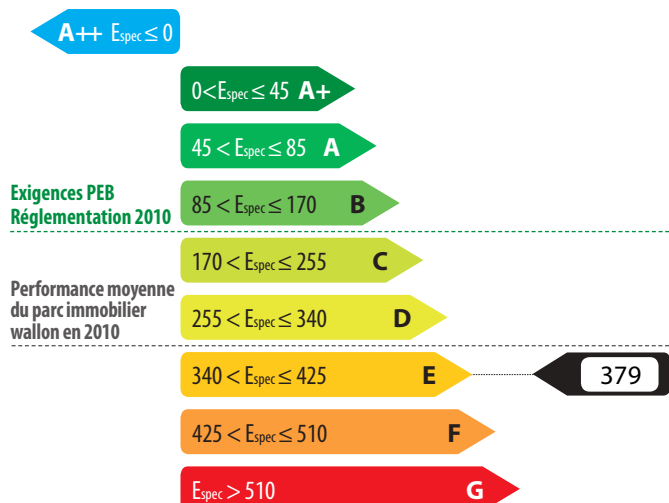 A++ Espec ≤ 0
0<Espec ≤ 45 A+
45 < Espec ≤ 85 A
Exigences PEB
Réglementation 2010
85 < Espec ≤ 170 B
170 < Espec ≤ 255 C
Performance moyenne
du parc immobilier
wallon en 2010
255 < Espec ≤ 340 D
340 < Espec ≤ 425 E
379
425 < Espec ≤ 510 F
Espec > 510 G